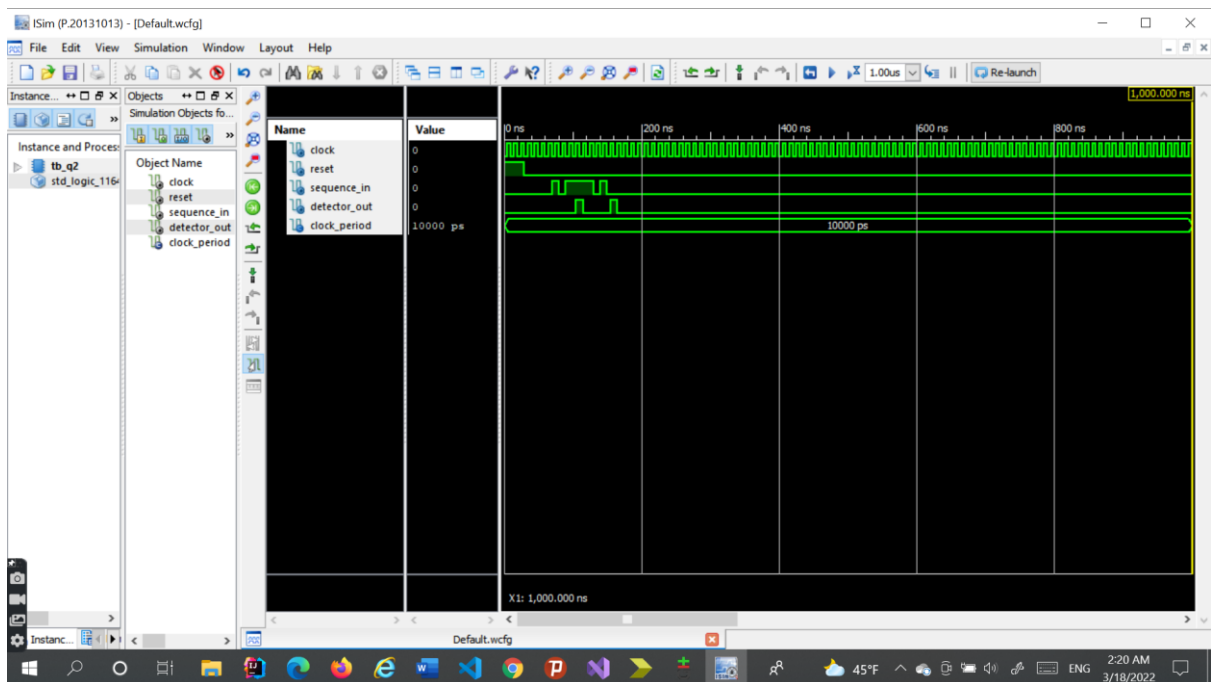 ISim (P.20131013) - [Default.wcfg]
File Edit View Simulation Window Layout Help
1.00us
Re-launch
Instance...
Objects
Simulation Objects fo...
»
»
Instance and Proces
tb_q2
std_logic_1164
Object Name
clock
reset
sequence_in
detector_out
clock_period
Name
Value
clock
0
reset
0
sequence_in
0
detector_out
0
clock_period
10000 ps
1,000.000 ns
0 ns
200 ns
400 ns
600 ns
800 ns
10000 ps
X1: 1,000.000 ns
Instanc...
Default.wcfg
45°F
ENG
2:20 AM
3/18/2022